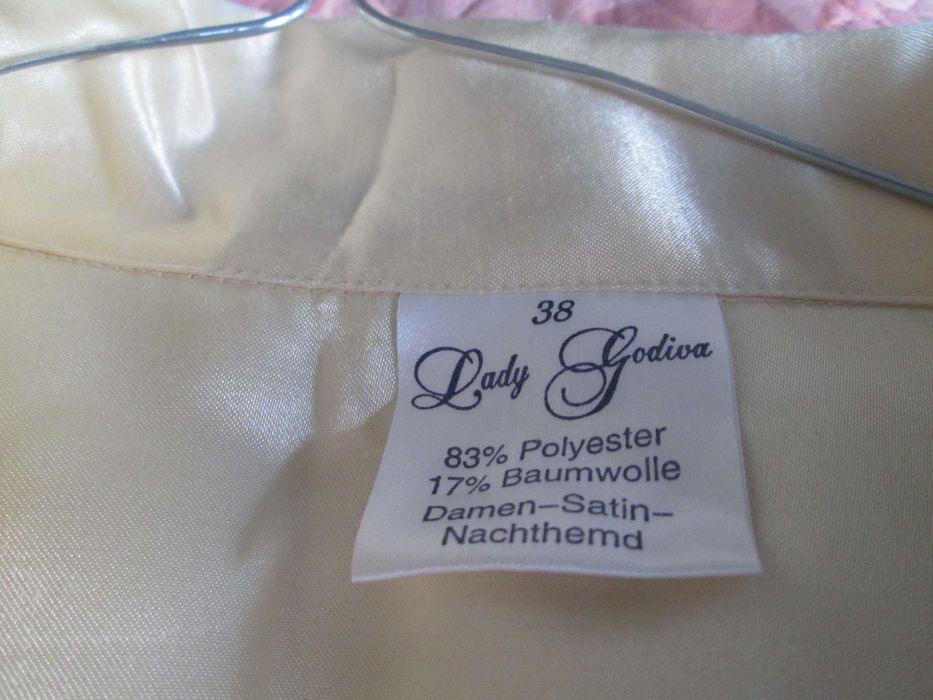 38
Lady Godiva
83% Polyester
17% Baumwolle
Damen-Satin-
Nachthemd